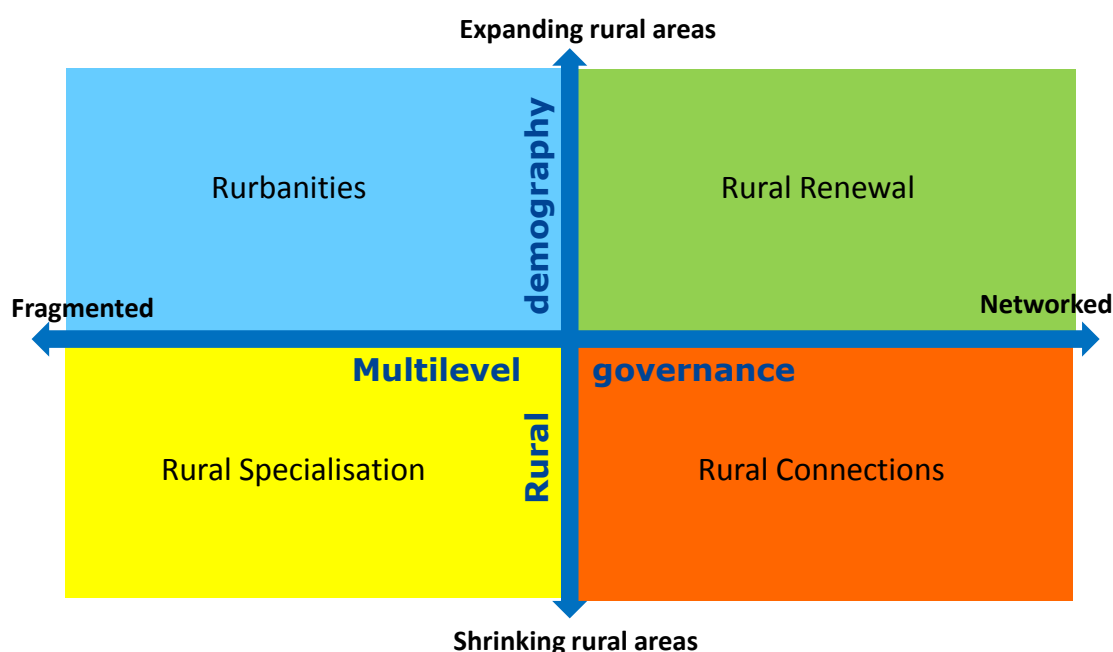 Expanding rural areas
Rurbanities
demography
Rural Renewal
Fragmented
Networked
Multilevel governance
Rural Specialisation
Rural
Rural Connections
Shrinking rural areas